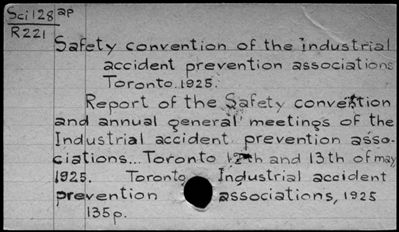 Sci 128 ap
R221
Safety convention of the industrial
accident prevention associations
Toronto. 1925.
Report of the Safety convention
and annual general meetings of the
Industrial accident prevention asso-
ciations... Toronto 12th and 13th of may
1925. Toronto Industrial accident
prevention associations, 1925
135p.